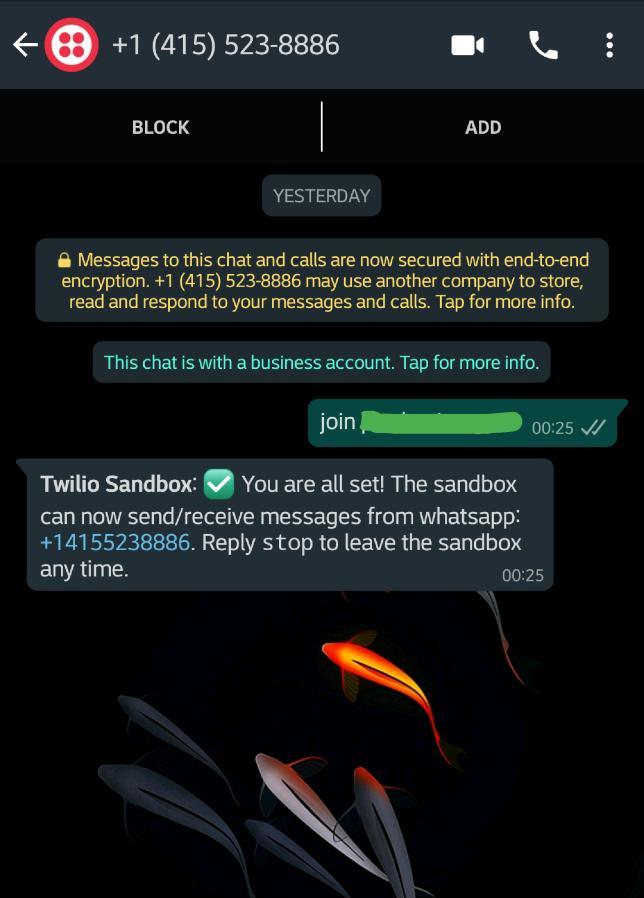 +1 (415) 523-8886
BLOCK
ADD
YESTERDAY
Messages to this chat and calls are now secured with end-to-end
encryption. +1 (415) 523-8886 may use another company to store,
read and respond to your messages and calls. Tap for more info.
This chat is with a business account. Tap for more info.
join
00:25
Twilio Sandbox: ✅ You are all set! The sandbox
can now send/receive messages from whatsapp:
+14155238886. Reply stop to leave the sandbox
any time.
00:25